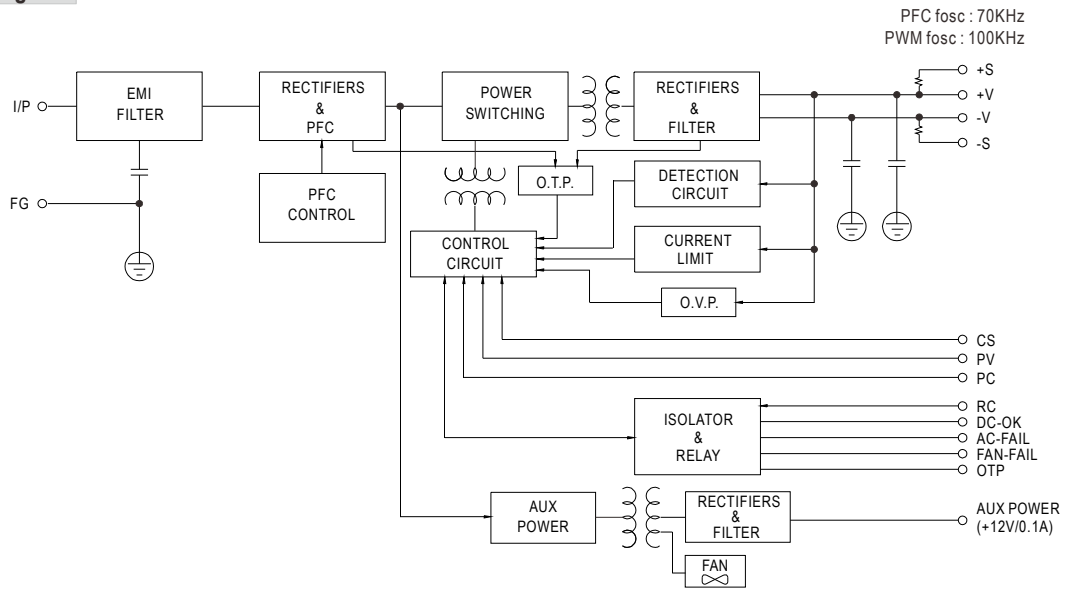 PFC fosc : 70KHz
PWM fosc : 100KHz
I/P
EMI
FILTER
RECTIFIERS
&
PFC
POWER
SWITCHING
RECTIFIERS
&
FILTER
+S
+V
-V
-S
FG
PFC
CONTROL
O.T.P.
DETECTION
CIRCUIT
CONTROL
CIRCUIT
CURRENT
LIMIT
O.V.P.
CS
PV
PC
ISOLATOR
&
RELAY
RC
DC-OK
AC-FAIL
FAN-FAIL
OTP
AUX
POWER
RECTIFIERS
&
FILTER
AUX POWER
(+12V/0.1A)
FAN